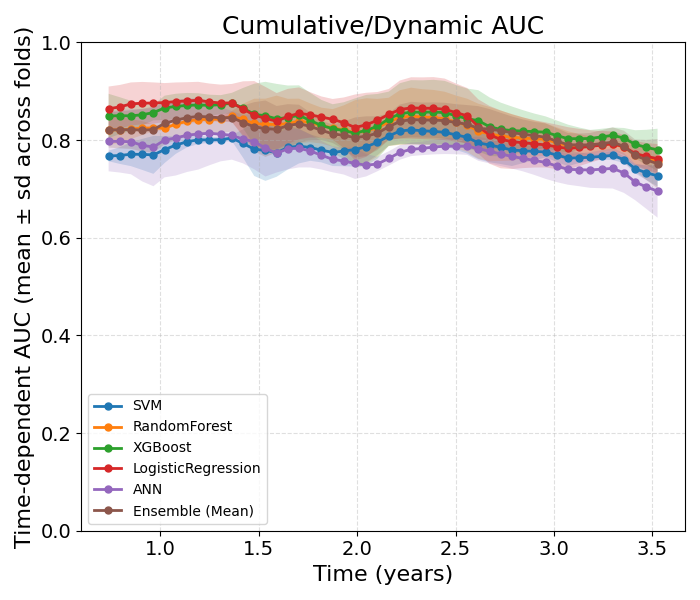 Cumulative/Dynamic AUC
Time-dependent AUC (mean ± sd across folds)
1.0
0.8
0.6
0.4
0.2
0.0
SVM
RandomForest
XGBoost
LogisticRegression
ANN
Ensemble (Mean)
1.0 1.5 2.0 2.5 3.0 3.5
Time (years)